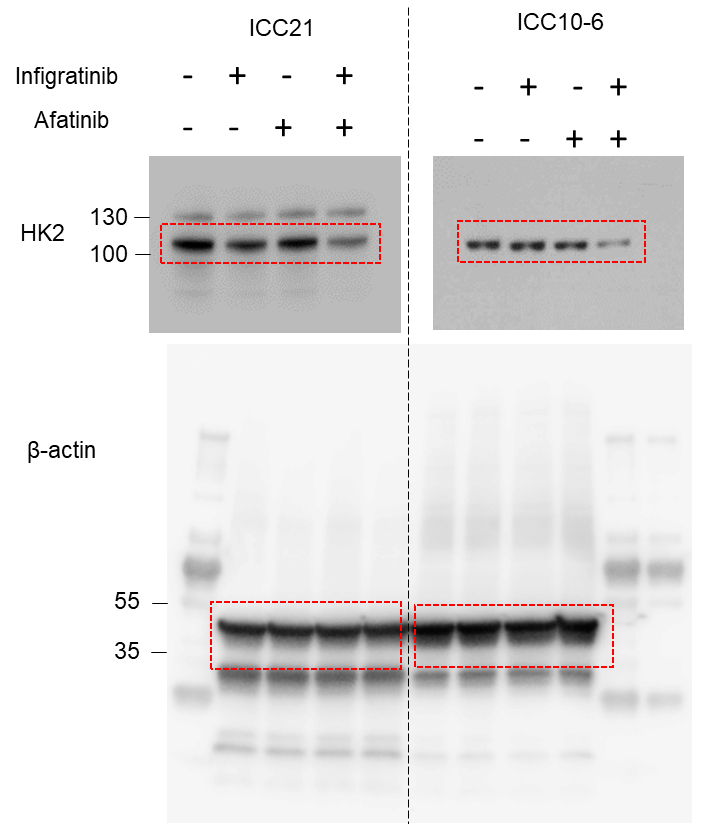 ICC21
ICC10-6
Infigratinib - + - +
- + - +
Afatinib - - + +
- - + +
HK2
130
100
β-actin
55
35